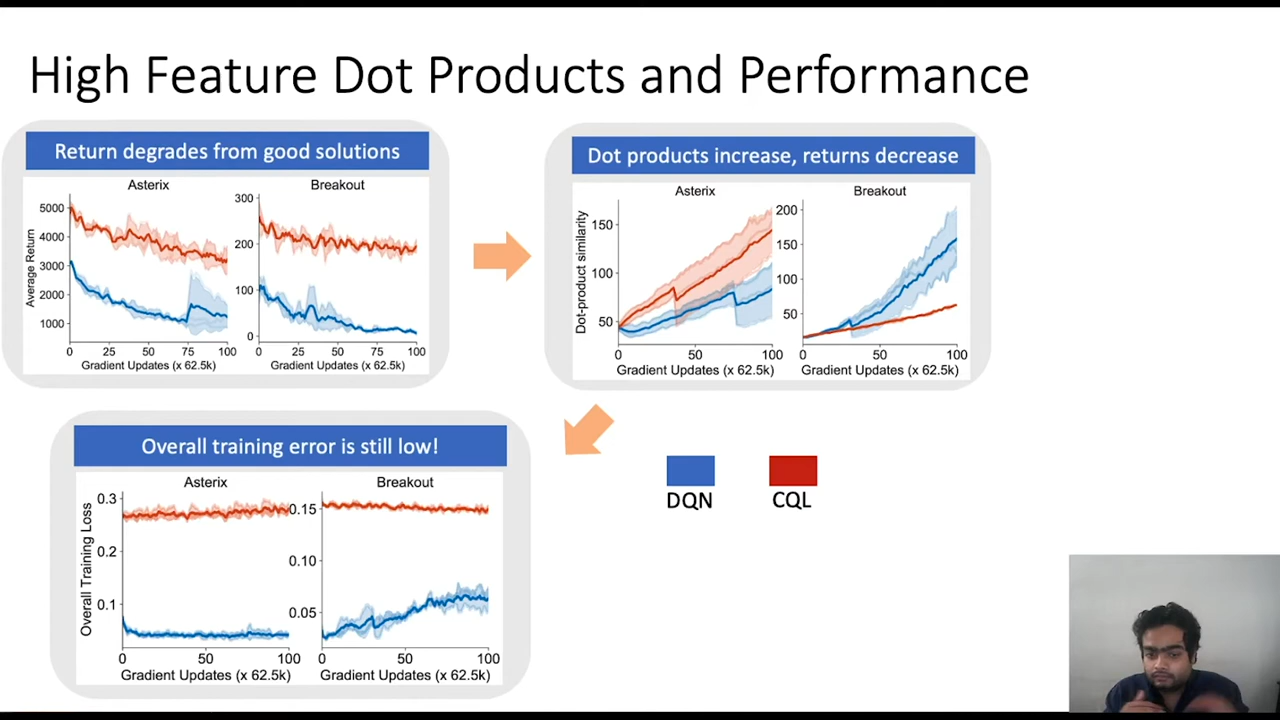 High Feature Dot Products and Performance
Return degrades from good solutions
Asterix
Breakout
Average Return
5000
4000
3000
2000
1000
0 25 50 75 100
Gradient Updates (x 62.5k)
300
200
100
0
0 25 50 75 100
Gradient Updates (x 62.5k)
Dot products increase, returns decrease
Asterix
Breakout
Dot-product similarity
150
100
50
0 50 100
Gradient Updates (x 62.5k)
200
150
100
50
0 50 100
Gradient Updates (x 62.5k)
Overall training error is still low!
Asterix
Breakout
Overall Training Loss
0.3
0.2
0.1
0 50 100
Gradient Updates (x 62.5k)
0.15
0.10
0.05
0 50 100
Gradient Updates (x 62.5k)
DQN
CQL